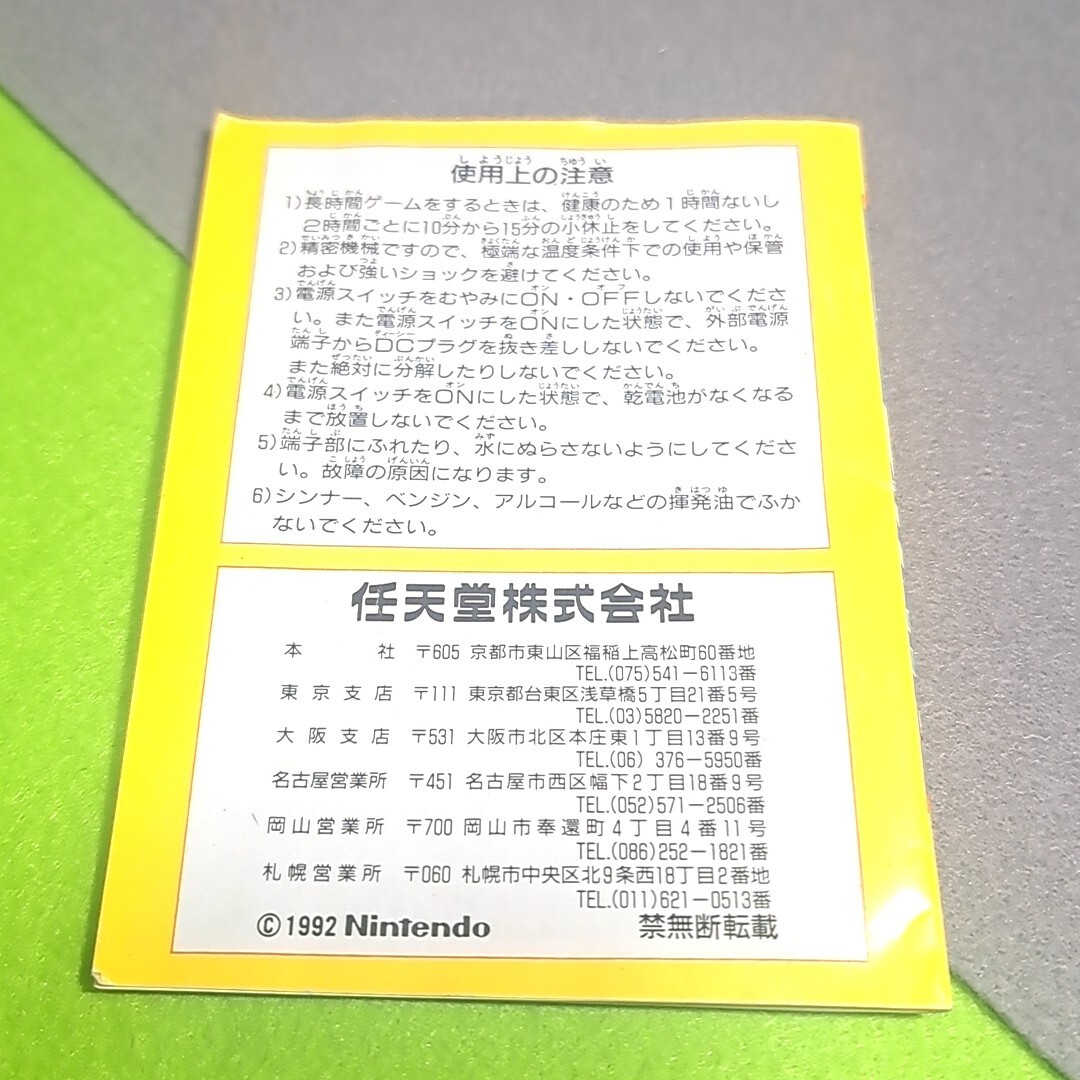 使用上の注意
1)長時間ゲームをするときは、健康のため1時間ないし
2時間ごとに10分から15分の小休止をしてください。
2)精密機械ですので、極端な温度条件下での使用や保管
および強いショックを避けてください。
3)電源スイッチをむやみにON・OFFしないでくださ
い。また電源スイッチをONにした状態で、外部電源
端子からDCプラグを抜き差ししないでください。
また絶対に分解したりしないでください。
4)電源スイッチをONにした状態で、乾電池がなくなる
まで放置しないでください。
5)端子部にふれたり、水にぬらさないようにしてくださ
い。故障の原因になります。
6)シンナー、ベンジン、アルコールなどの揮発油でふか
ないでください。
任天堂株式会社
本社 〒605 京都市東山区福稲上高松町60番地
TEL.(075)541-6113番
東京支店 〒111 東京都台東区浅草橋5丁目21番5号
TEL.(03)5820-2251番
大阪支店 〒531 大阪市北区本庄東1丁目13番9号
TEL.(06) 376-5950番
名古屋営業所 〒451 名古屋市西区幅下2丁目18番9号
TEL.(052)571-2506番
岡山営業所 〒700 岡山市奉還町4丁目4番11号
TEL.(086)252-1821番
札幌営業所 〒060 札幌市中央区北9条西18丁目2番地
TEL.(011)621-0513番
©1992 Nintendo 禁無断転載